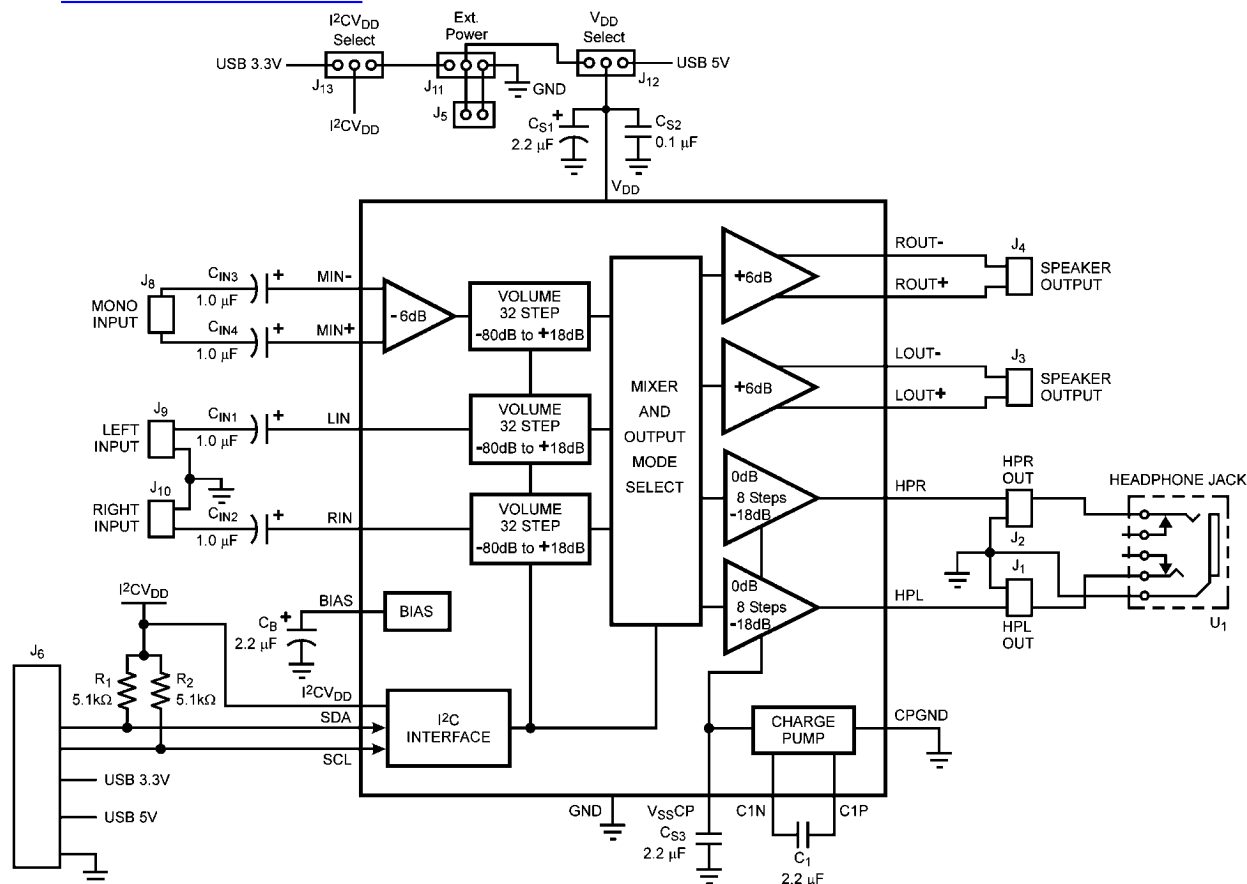 I²CVDD
Select
Ext.
Power
VDD
Select
USB 3.3V
USB 5V
J13
J11
J12
GND
J5
I²CVDD
CS1
+
2.2 µF
CS2
0.1 µF
VDD
J8
MONO
INPUT
CIN3
+
1.0 µF
MIN-
CIN4
+
1.0 µF
MIN+
-6dB
VOLUME
32 STEP
-80dB to +18dB
J9
LEFT
INPUT
CIN1
+
1.0 µF
LIN
VOLUME
32 STEP
-80dB to +18dB
J10
RIGHT
INPUT
CIN2
+
1.0 µF
RIN
VOLUME
32 STEP
-80dB to +18dB
MIXER
AND
OUTPUT
MODE
SELECT
+6dB
ROUT-
ROUT+
J4
SPEAKER
OUTPUT
+6dB
LOUT-
LOUT+
J3
SPEAKER
OUTPUT
0dB
8 Steps
-18dB
HPR
HPR
OUT
J2
HEADPHONE JACK
0dB
8 Steps
-18dB
HPL
J1
HPL
OUT
U1
I²CVDD
BIAS
BIAS
CB
+
2.2 µF
J6
R1
5.1kΩ
R2
5.1kΩ
I²CVDD
SDA
SCL
I²C
INTERFACE
USB 3.3V
USB 5V
CHARGE
PUMP
CPGND
GND
VSSCP
CS3
2.2 µF
C1N
C1P
C1
2.2 µF